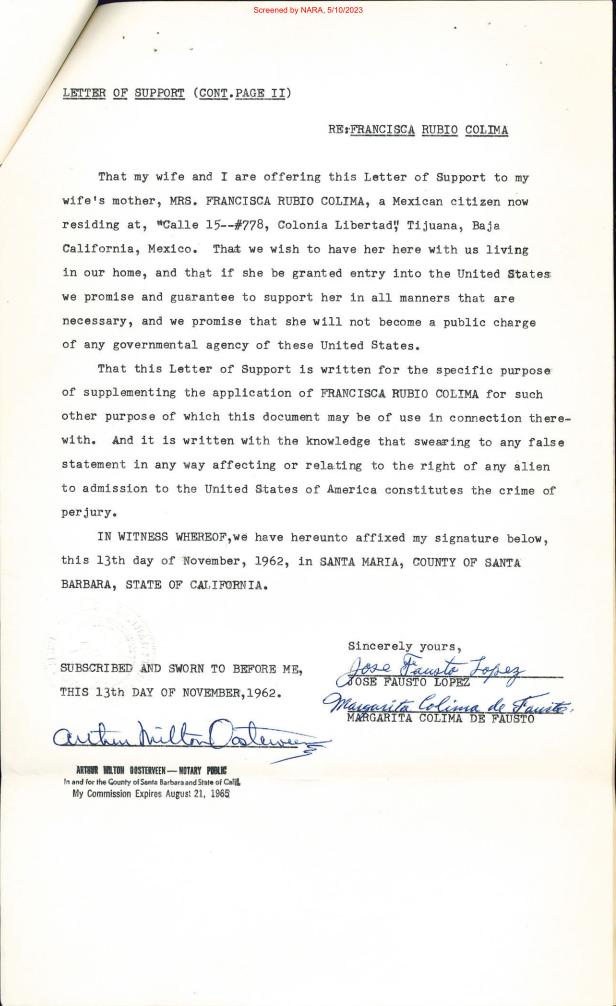 Screened by NARA, 5/10/2023
LETTER OF SUPPORT (CONT.PAGE II)
RE:FRANCISCA RUBIO COLIMA
That my wife and I are offering this Letter of Support to my
wife's mother, MRS. FRANCISCA RUBIO COLIMA, a Mexican citizen now
residing at, "Calle 15--#778, Colonia Libertad", Tijuana, Baja
California, Mexico.  That we wish to have her here with us living
in our home, and that if she be granted entry into the United States
we promise and guarantee to support her in all manners that are
necessary, and we promise that she will not become a public charge
of any governmental agency of these United States.
That this Letter of Support is written for the specific purpose
of supplementing the application of FRANCISCA RUBIO COLIMA for such
other purpose of which this document may be of use in connection there-
with.  And it is written with the knowledge that swearing to any false
statement in any way affecting or relating to the right of any alien
to admission to the United States of America constitutes the crime of
perjury.
IN WITNESS WHEREOF,we have hereunto affixed my signature below,
this 13th day of November, 1962, in SANTA MARIA, COUNTY OF SANTA
BARBARA, STATE OF CALIFORNIA.
Sincerely yours,
Jose Fausto Lopez
JOSE FAUSTO LOPEZ
SUBSCRIBED AND SWORN TO BEFORE ME,
THIS 13th DAY OF NOVEMBER,1962.
Margarita Colima de Fausto.
MARGARITA COLIMA DE FAUSTO
Arthur Milton Oosterveen
ARTHUR MILTON OOSTERVEEN — NOTARY PUBLIC
In and for the County of Santa Barbara and State of Calif.
My Commission Expires August 21, 1965